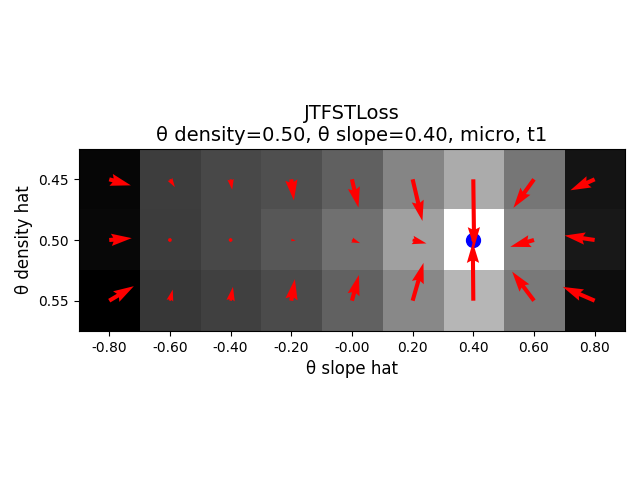 JTFSTLoss
θ density=0.50, θ slope=0.40, micro, t1
θ density hat
0.45
0.50
0.55
-0.80 -0.60 -0.40 -0.20 -0.00 0.20 0.40 0.60 0.80
θ slope hat